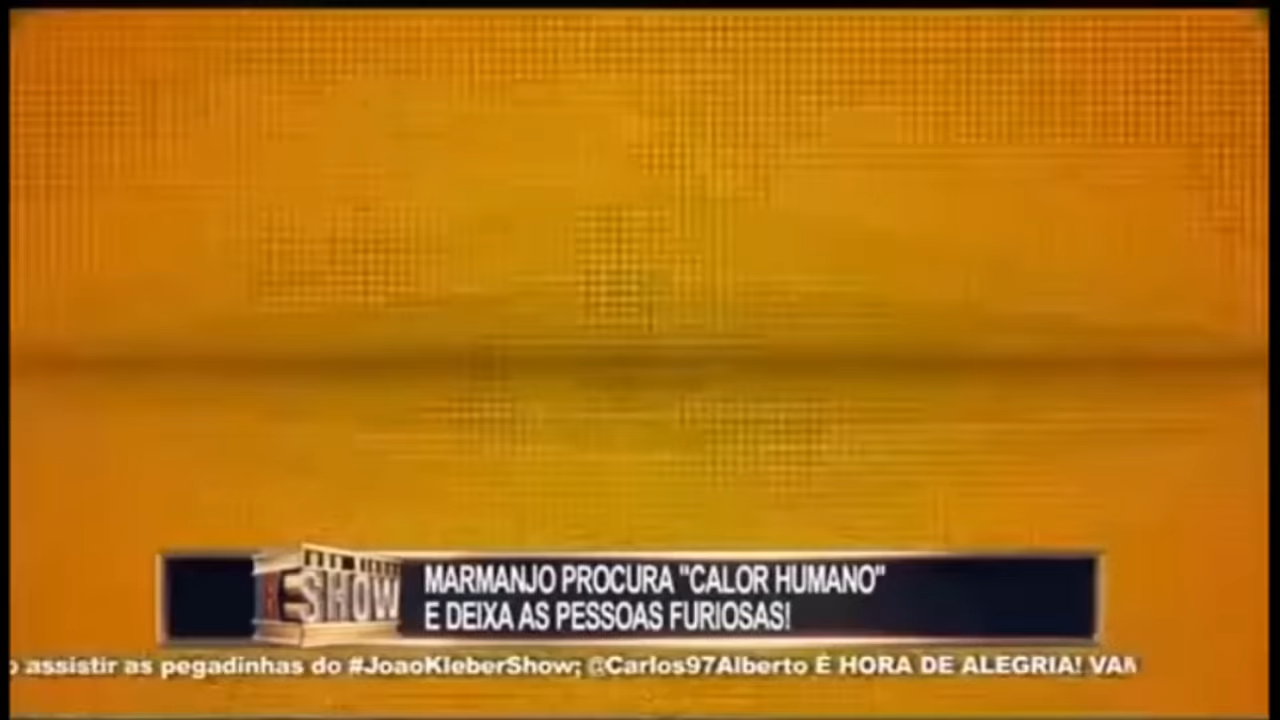 SHOW
MARMANJO PROCURA "CALOR HUMANO"
E DEIXA AS PESSOAS FURIOSAS!
assistir as pegadinhas do #JoaoKleberShow; @Carlos97Alberto É HORA DE ALEGRIA!